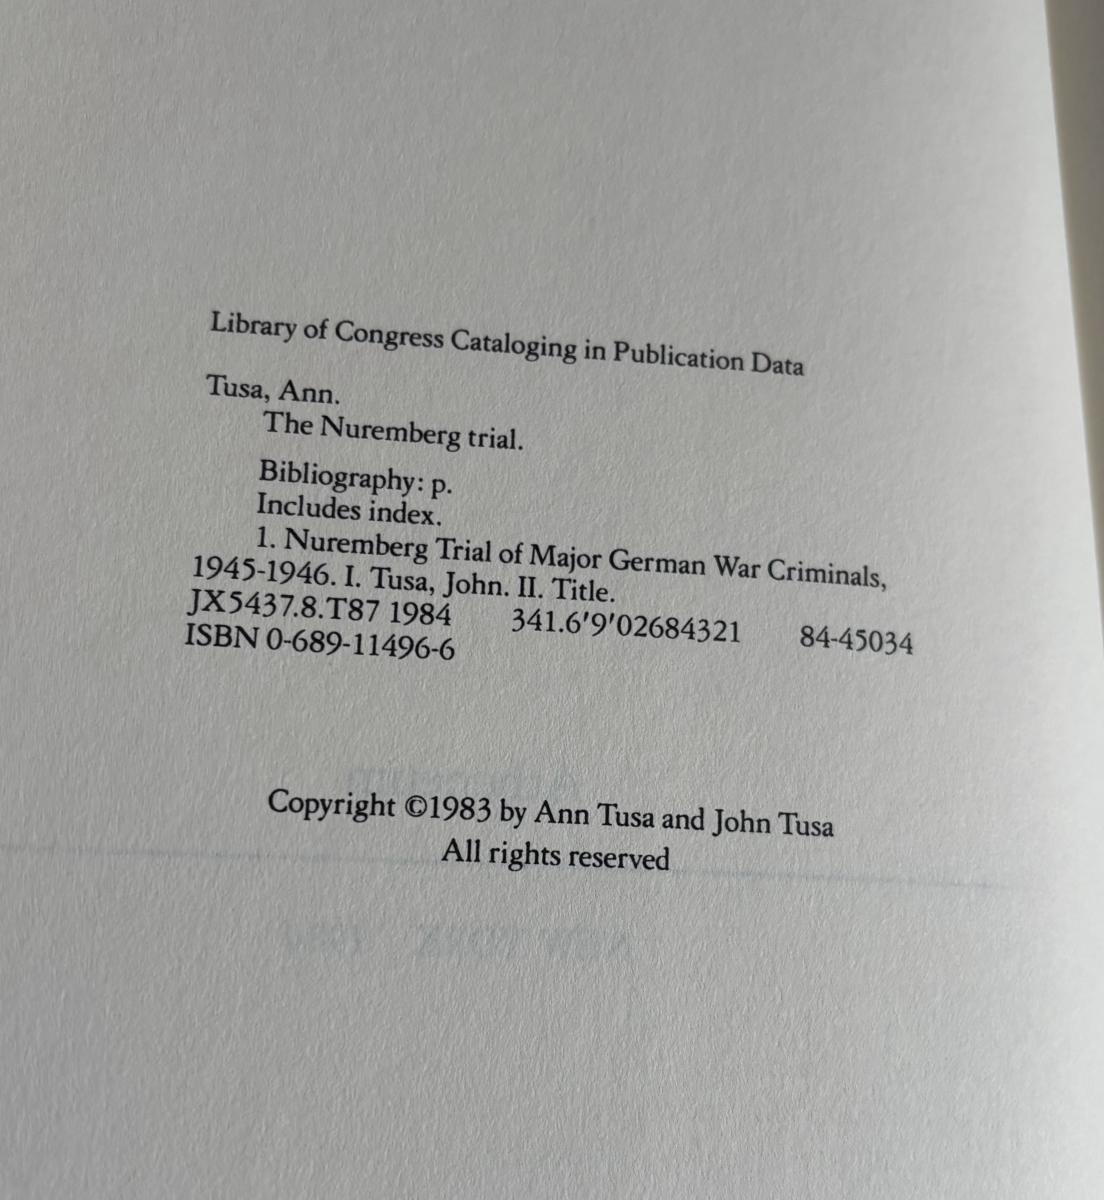 Library of Congress Cataloging in Publication Data
Tusa, Ann.
The Nuremberg trial.
Bibliography: p.
Includes index.
1. Nuremberg Trial of Major German War Criminals,
1945-1946. I. Tusa, John. II. Title.
JX5437.8.T87 1984 341.6'9'02684321 84-45034
ISBN 0-689-11496-6
Copyright ©1983 by Ann Tusa and John Tusa
All rights reserved